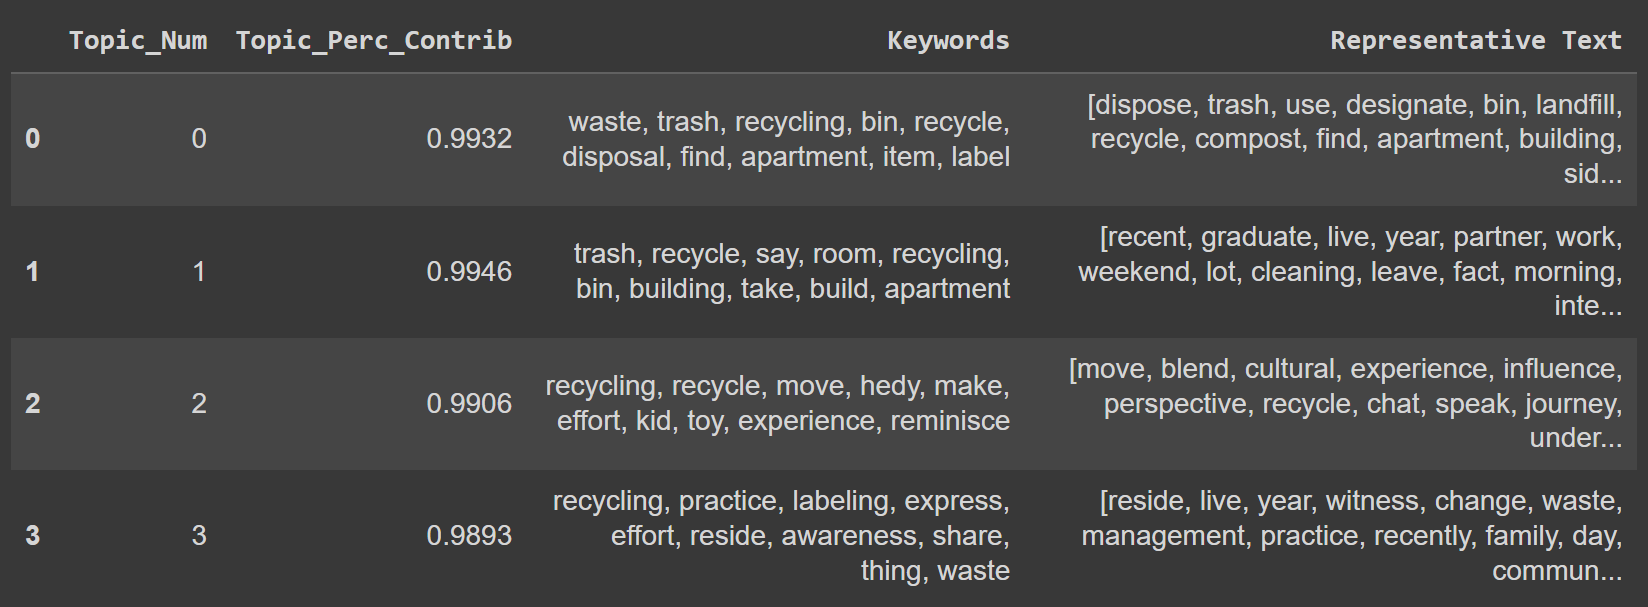 Topic_Num Topic_Perc_Contrib Keywords Representative Text
0 0 0.9932 waste, trash, recycling, bin, recycle, disposal, find, apartment, item, label [dispose, trash, use, designate, bin, landfill, recycle, compost, find, apartment, building, sid...
1 1 0.9946 trash, recycle, say, room, recycling, bin, building, take, build, apartment [recent, graduate, live, year, partner, work, weekend, lot, cleaning, leave, fact, morning, inte...
2 2 0.9906 recycling, recycle, move, hedy, make, effort, kid, toy, experience, reminisce [move, blend, cultural, experience, influence, perspective, recycle, chat, speak, journey, under...
3 3 0.9893 recycling, practice, labeling, express, effort, reside, awareness, share, thing, waste [reside, live, year, witness, change, waste, management, practice, recently, family, day, commun...